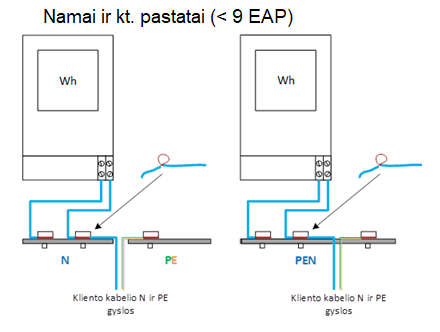 Namai ir kt. pastatai (< 9 EAP)
Wh
Wh
N
PE
PEN
Kliento kabelio N ir PE
gyslos
Kliento kabelio N ir PE
gyslos